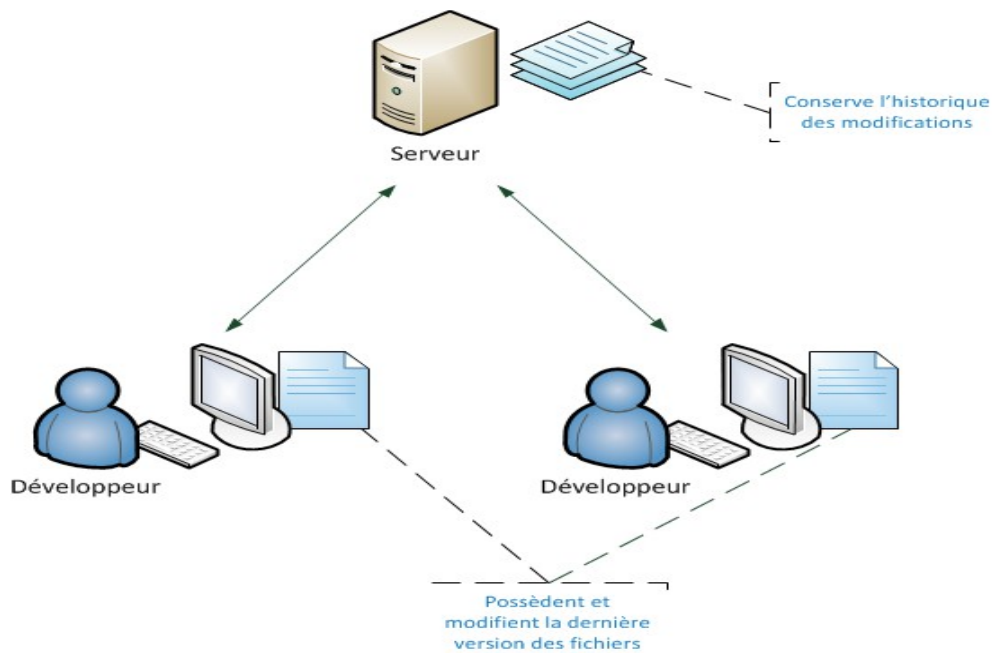 Conserve l'historique
des modifications
Serveur
Développeur
Développeur
Possèdent et
modifient la dernière
version des fichiers